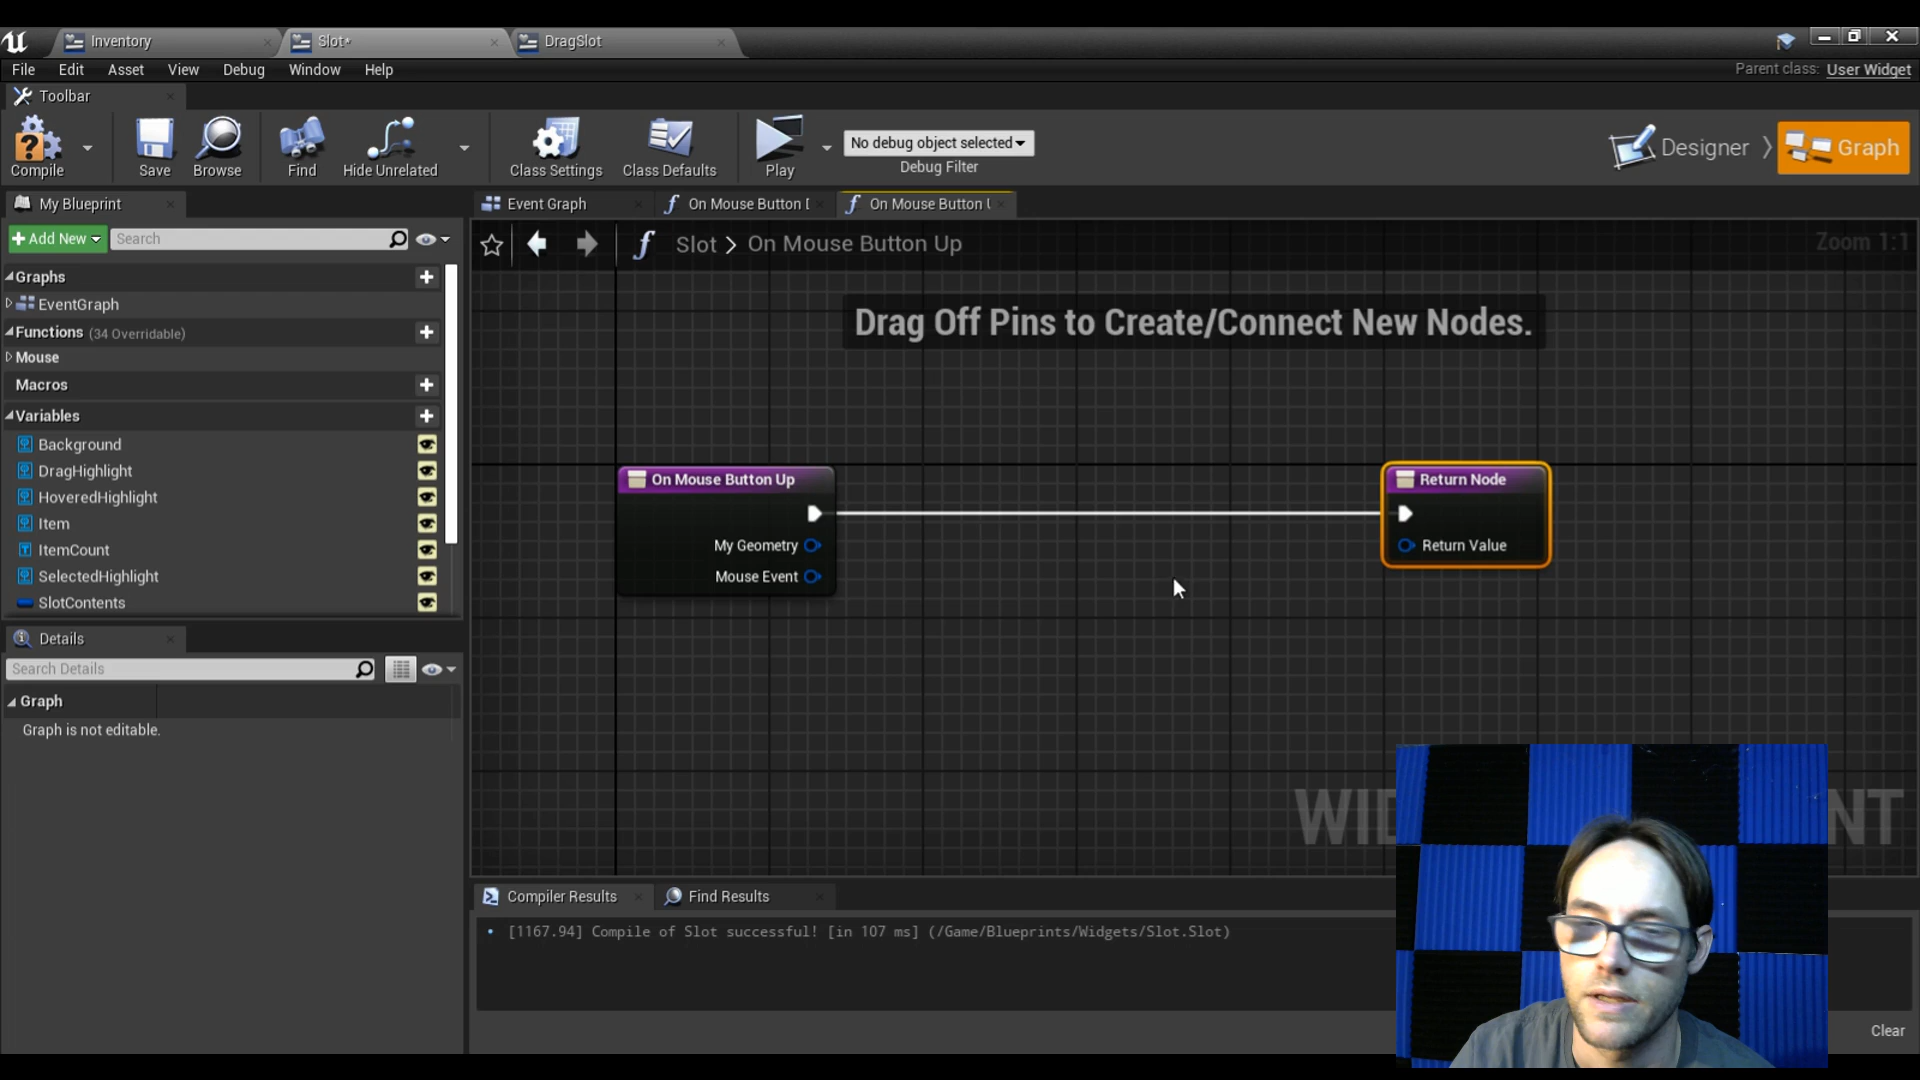 Inventory
Slot*
DragSlot
File Edit Asset View Debug Window Help
Parent class: User Widget
Toolbar
Compile
Save
Browse
Find
Hide Unrelated
Class Settings
Class Defaults
Play
No debug object selected
Debug Filter
Designer
Graph
My Blueprint
Event Graph
On Mouse Button
On Mouse Button
+ Add New
Search
Slot > On Mouse Button Up
Zoom 1:1
Graphs
EventGraph
Functions (34 Overridable)
Mouse
Macros
Variables
Background
DragHighlight
HoveredHighlight
Item
ItemCount
SelectedHighlight
SlotContents
Drag Off Pins to Create/Connect New Nodes.
On Mouse Button Up
My Geometry
Mouse Event
Return Node
Return Value
Details
Search Details
Graph
Graph is not editable.
Compiler Results
Find Results
[1167.94] Compile of Slot successful! [in 107 ms] (/Game/Blueprints/Widgets/Slot.Slot)
Clear